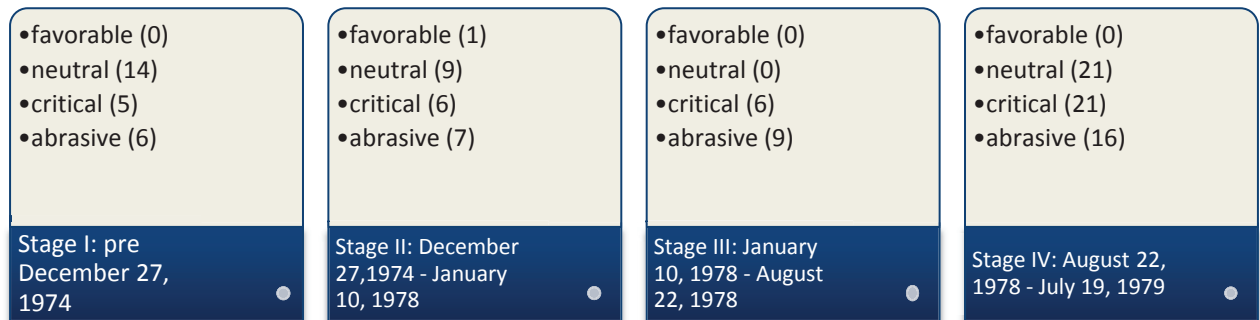 •favorable (0)
•neutral (14)
•critical (5)
•abrasive (6)
Stage I: pre
December 27,
1974
•favorable (1)
•neutral (9)
•critical (6)
•abrasive (7)
Stage II: December
27,1974 - January
10, 1978
•favorable (0)
•neutral (0)
•critical (6)
•abrasive (9)
Stage III: January
10, 1978 - August
22, 1978
•favorable (0)
•neutral (21)
•critical (21)
•abrasive (16)
Stage IV: August 22,
1978 - July 19, 1979